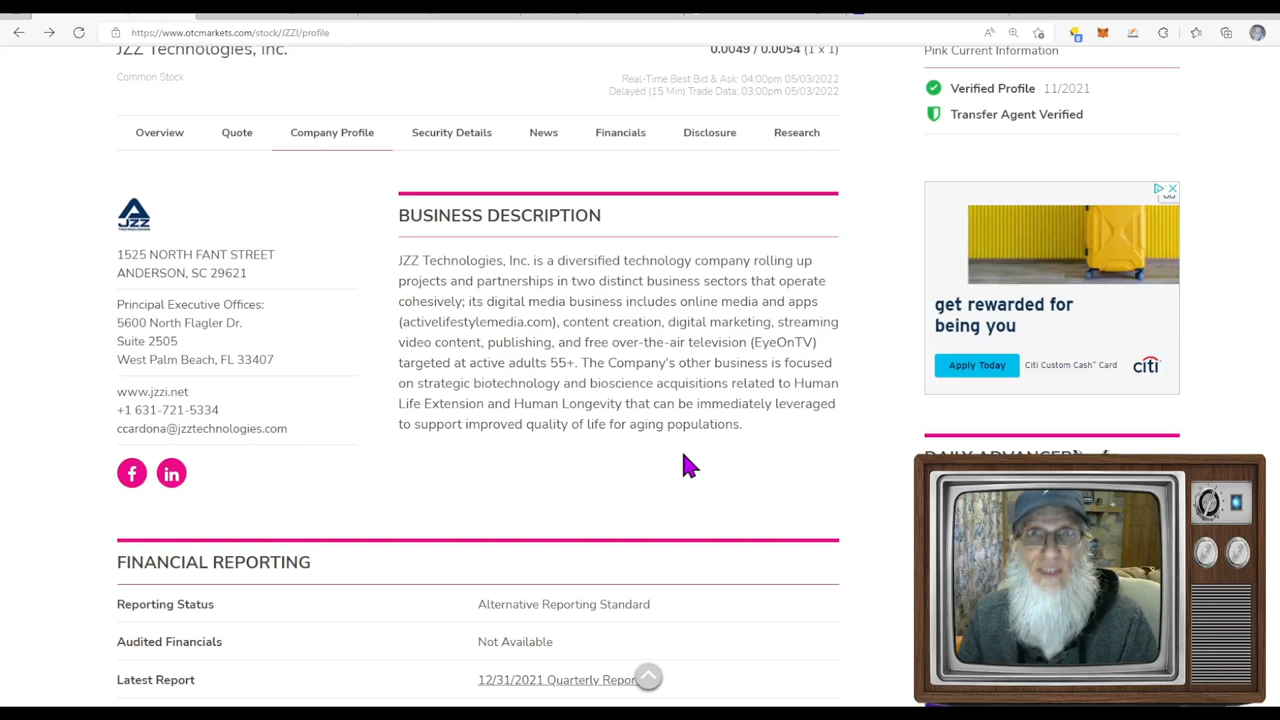 https://www.otcmarkets.com/stock/JZZI/profile
JZZ Technologies, Inc.
0.0049 / 0.0054 (1 x 1)
Common Stock
Real-Time Best Bid & Ask: 04:00pm 05/03/2022
Delayed (15 Min) Trade Data: 03:00pm 05/03/2022
Pink Current Information
Verified Profile 11/2021
Transfer Agent Verified
Overview Quote Company Profile Security Details News Financials Disclosure Research
JZZ
TECHNOLOGIES
1525 NORTH FANT STREET
ANDERSON, SC 29621
Principal Executive Offices:
5600 North Flagler Dr.
Suite 2505
West Palm Beach, FL 33407
www.jzzi.net
+1 631-721-5334
ccardona@jzztechnologies.com
f in
BUSINESS DESCRIPTION
JZZ Technologies, Inc. is a diversified technology company rolling up
projects and partnerships in two distinct business sectors that operate
cohesively; its digital media business includes online media and apps
(activelifestylemedia.com), content creation, digital marketing, streaming
video content, publishing, and free over-the-air television (EyeOnTV)
targeted at active adults 55+. The Company's other business is focused
on strategic biotechnology and bioscience acquisitions related to Human
Life Extension and Human Longevity that can be immediately leveraged
to support improved quality of life for aging populations.
get rewarded for
being you
Apply Today Citi Custom Cash™ Card citi
FINANCIAL REPORTING
Reporting Status Alternative Reporting Standard
Audited Financials Not Available
Latest Report 12/31/2021 Quarterly Repor